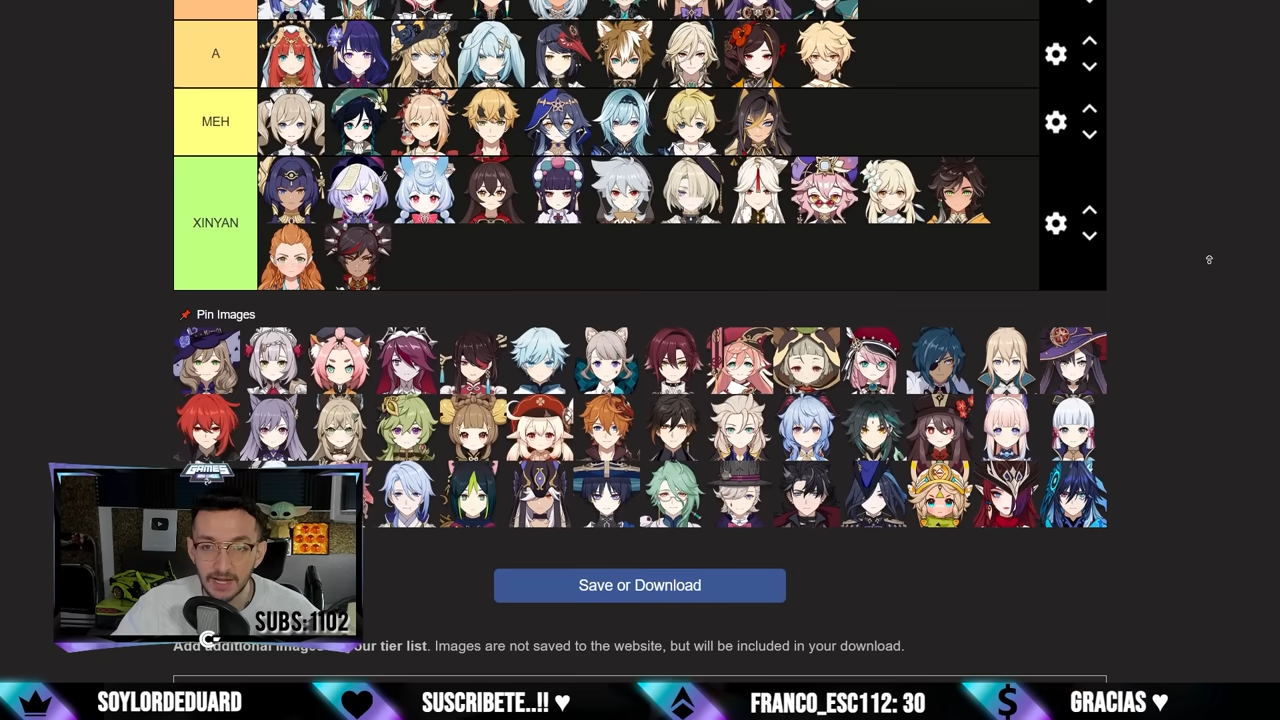 A
MEH
XINYAN
Pin Images
GAMES
SUBS:1102
Save or Download
Add additional images your tier list. Images are not saved to the website, but will be included in your download.
SOYLORDEDUARD
SUSCRIBETE..!! ♥
FRANCO_ESC112: 30
GRACIAS ♥